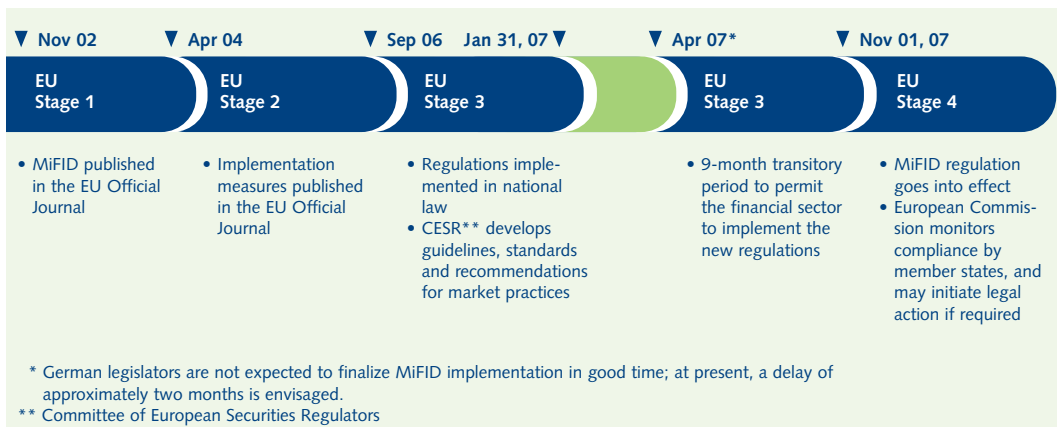 Nov 02
Apr 04
Sep 06
Jan 31, 07
Apr 07*
Nov 01, 07
EU
Stage 1
EU
Stage 2
EU
Stage 3
EU
Stage 3
EU
Stage 4
• MiFID published
in the EU Official
Journal
• Implementation
measures published
in the EU Official
Journal
• Regulations imple-
mented in national
law
• CESR** develops
guidelines, standards
and recommendations
for market practices
• 9-month transitory
period to permit
the financial sector
to implement the
new regulations
• MiFID regulation
goes into effect
• European Commis-
sion monitors
compliance by
member states, and
may initiate legal
action if required
* German legislators are not expected to finalize MiFID implementation in good time; at present, a delay of
approximately two months is envisaged.
** Committee of European Securities Regulators